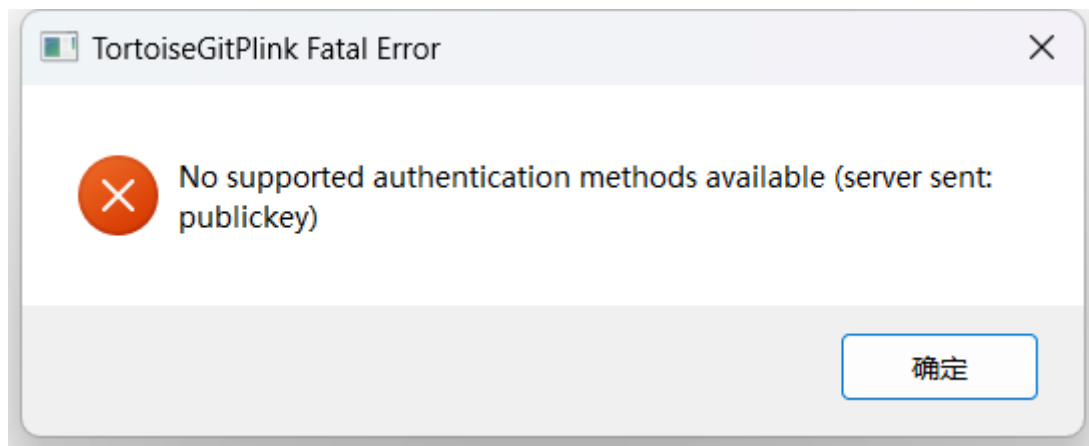 TortoiseGitPlink Fatal Error
No supported authentication methods available (server sent:
publickey)
确定